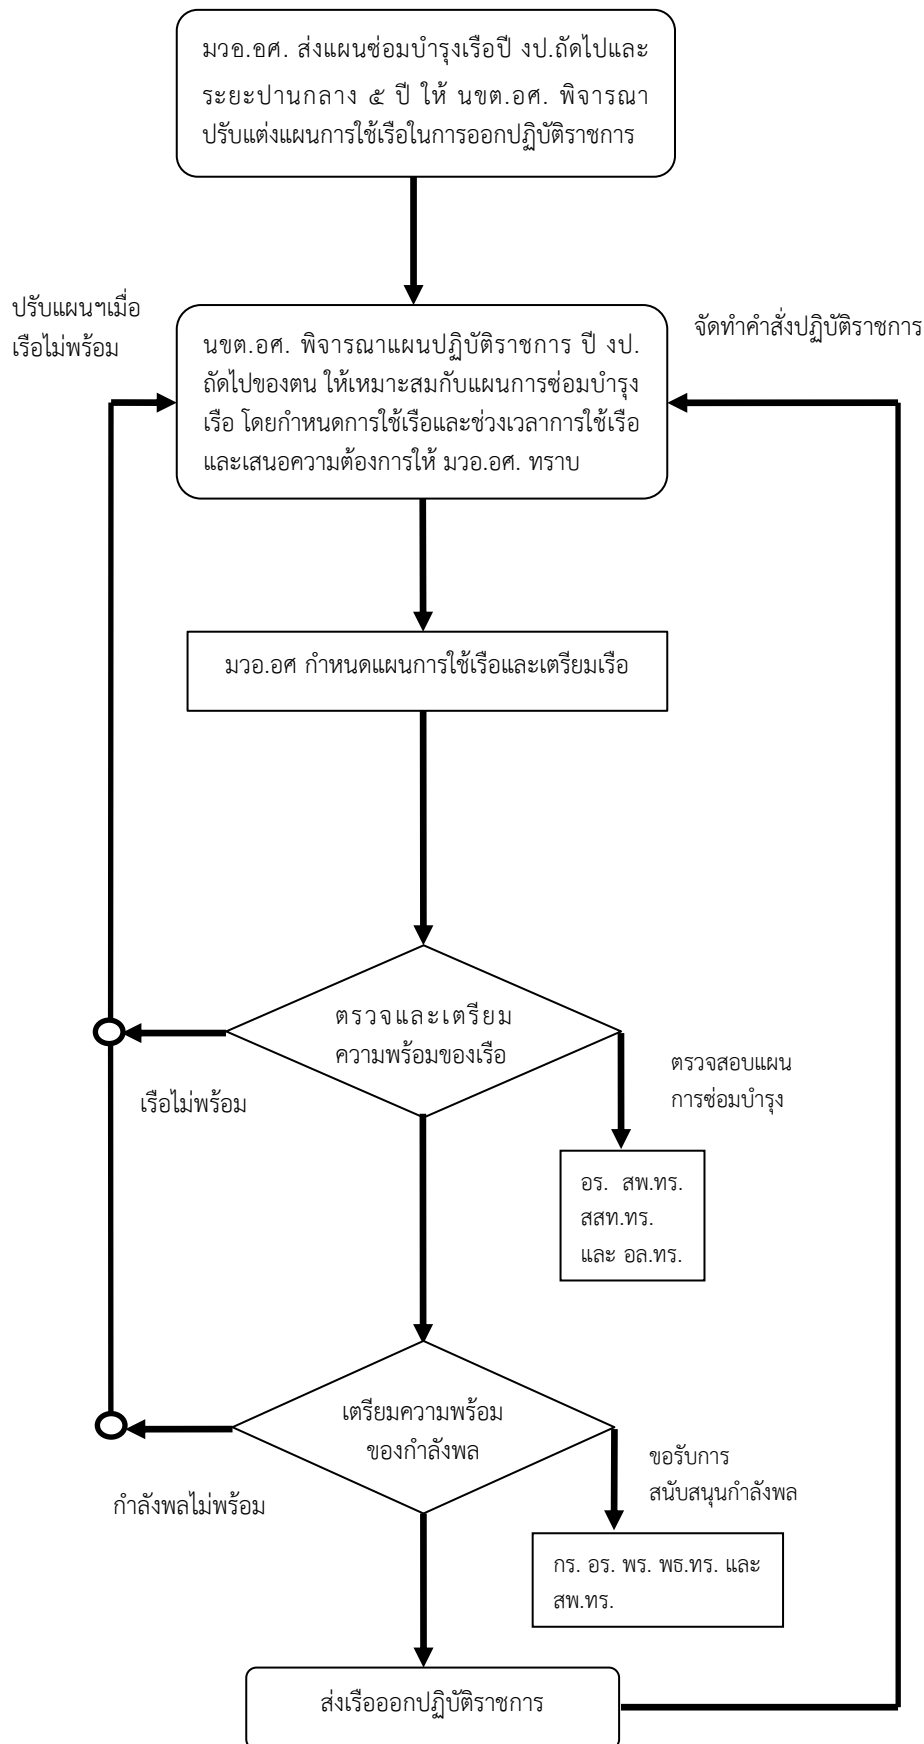 มวอ.อศ. ส่งแผนซ่อมบำรุงเรือปี งป.ถัดไปและ
ระยะปานกลาง ๕ ปี ให้ นขต.อศ. พิจารณา
ปรับแต่งแผนการใช้เรือในการออกปฏิบัติราชการ
ปรับแผนฯเมื่อ
เรือไม่พร้อม
จัดทำคำสั่งปฏิบัติราชการ
นขต.อศ. พิจารณาแผนปฏิบัติราชการ ปี งป.
ถัดไปของตน ให้เหมาะสมกับแผนการซ่อมบำรุง
เรือ โดยกำหนดการใช้เรือและช่วงเวลาการใช้เรือ
และเสนอความต้องการให้ มวอ.อศ. ทราบ
มวอ.อศ กำหนดแผนการใช้เรือและเตรียมเรือ
ตรวจและเตรียม
ความพร้อมของเรือ
เรือไม่พร้อม
ตรวจสอบแผน
การซ่อมบำรุง
อร. สพ.ทร.
สสท.ทร.
และ อล.ทร.
เตรียมความพร้อม
ของกำลังพล
กำลังพลไม่พร้อม
ขอรับการ
สนับสนุนกำลังพล
กร. อร. พร. พธ.ทร. และ
สพ.ทร.
ส่งเรือออกปฏิบัติราชการ